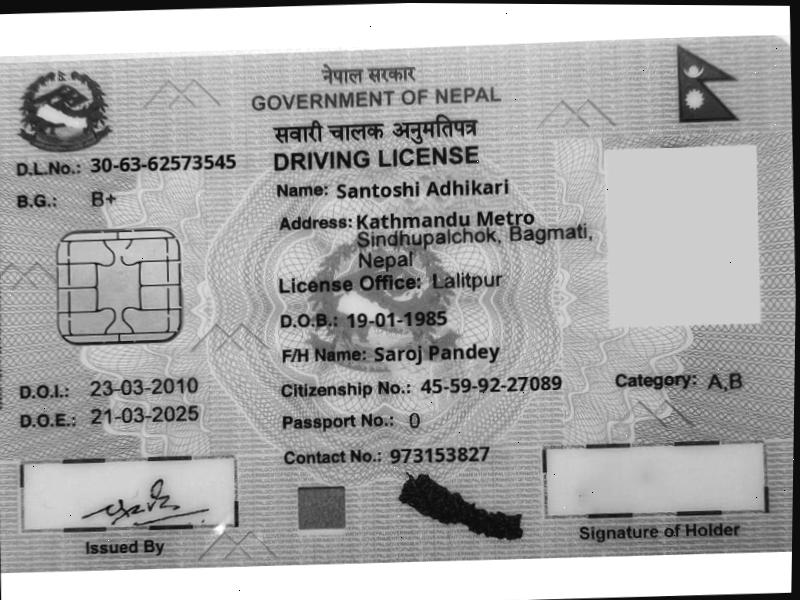 नेपाल सरकार
GOVERNMENT OF NEPAL
सवारी चालक अनुमतिपत्र
DRIVING LICENSE
D.L.No.: 30-63-62573545
B.G.: B+
Name: Santoshi Adhikari
Address: Kathmandu Metro
Sindhupalchok, Bagmati,
Nepal
License Office: Lalitpur
D.O.B.: 19-01-1985
F/H Name: Saroj Pandey
D.O.I.: 23-03-2010
Citizenship No.: 45-59-92-27089
Category: A,B
D.O.E.: 21-03-2025
Passport No.: 0
Contact No.: 973153827
Issued By
Signature of Holder